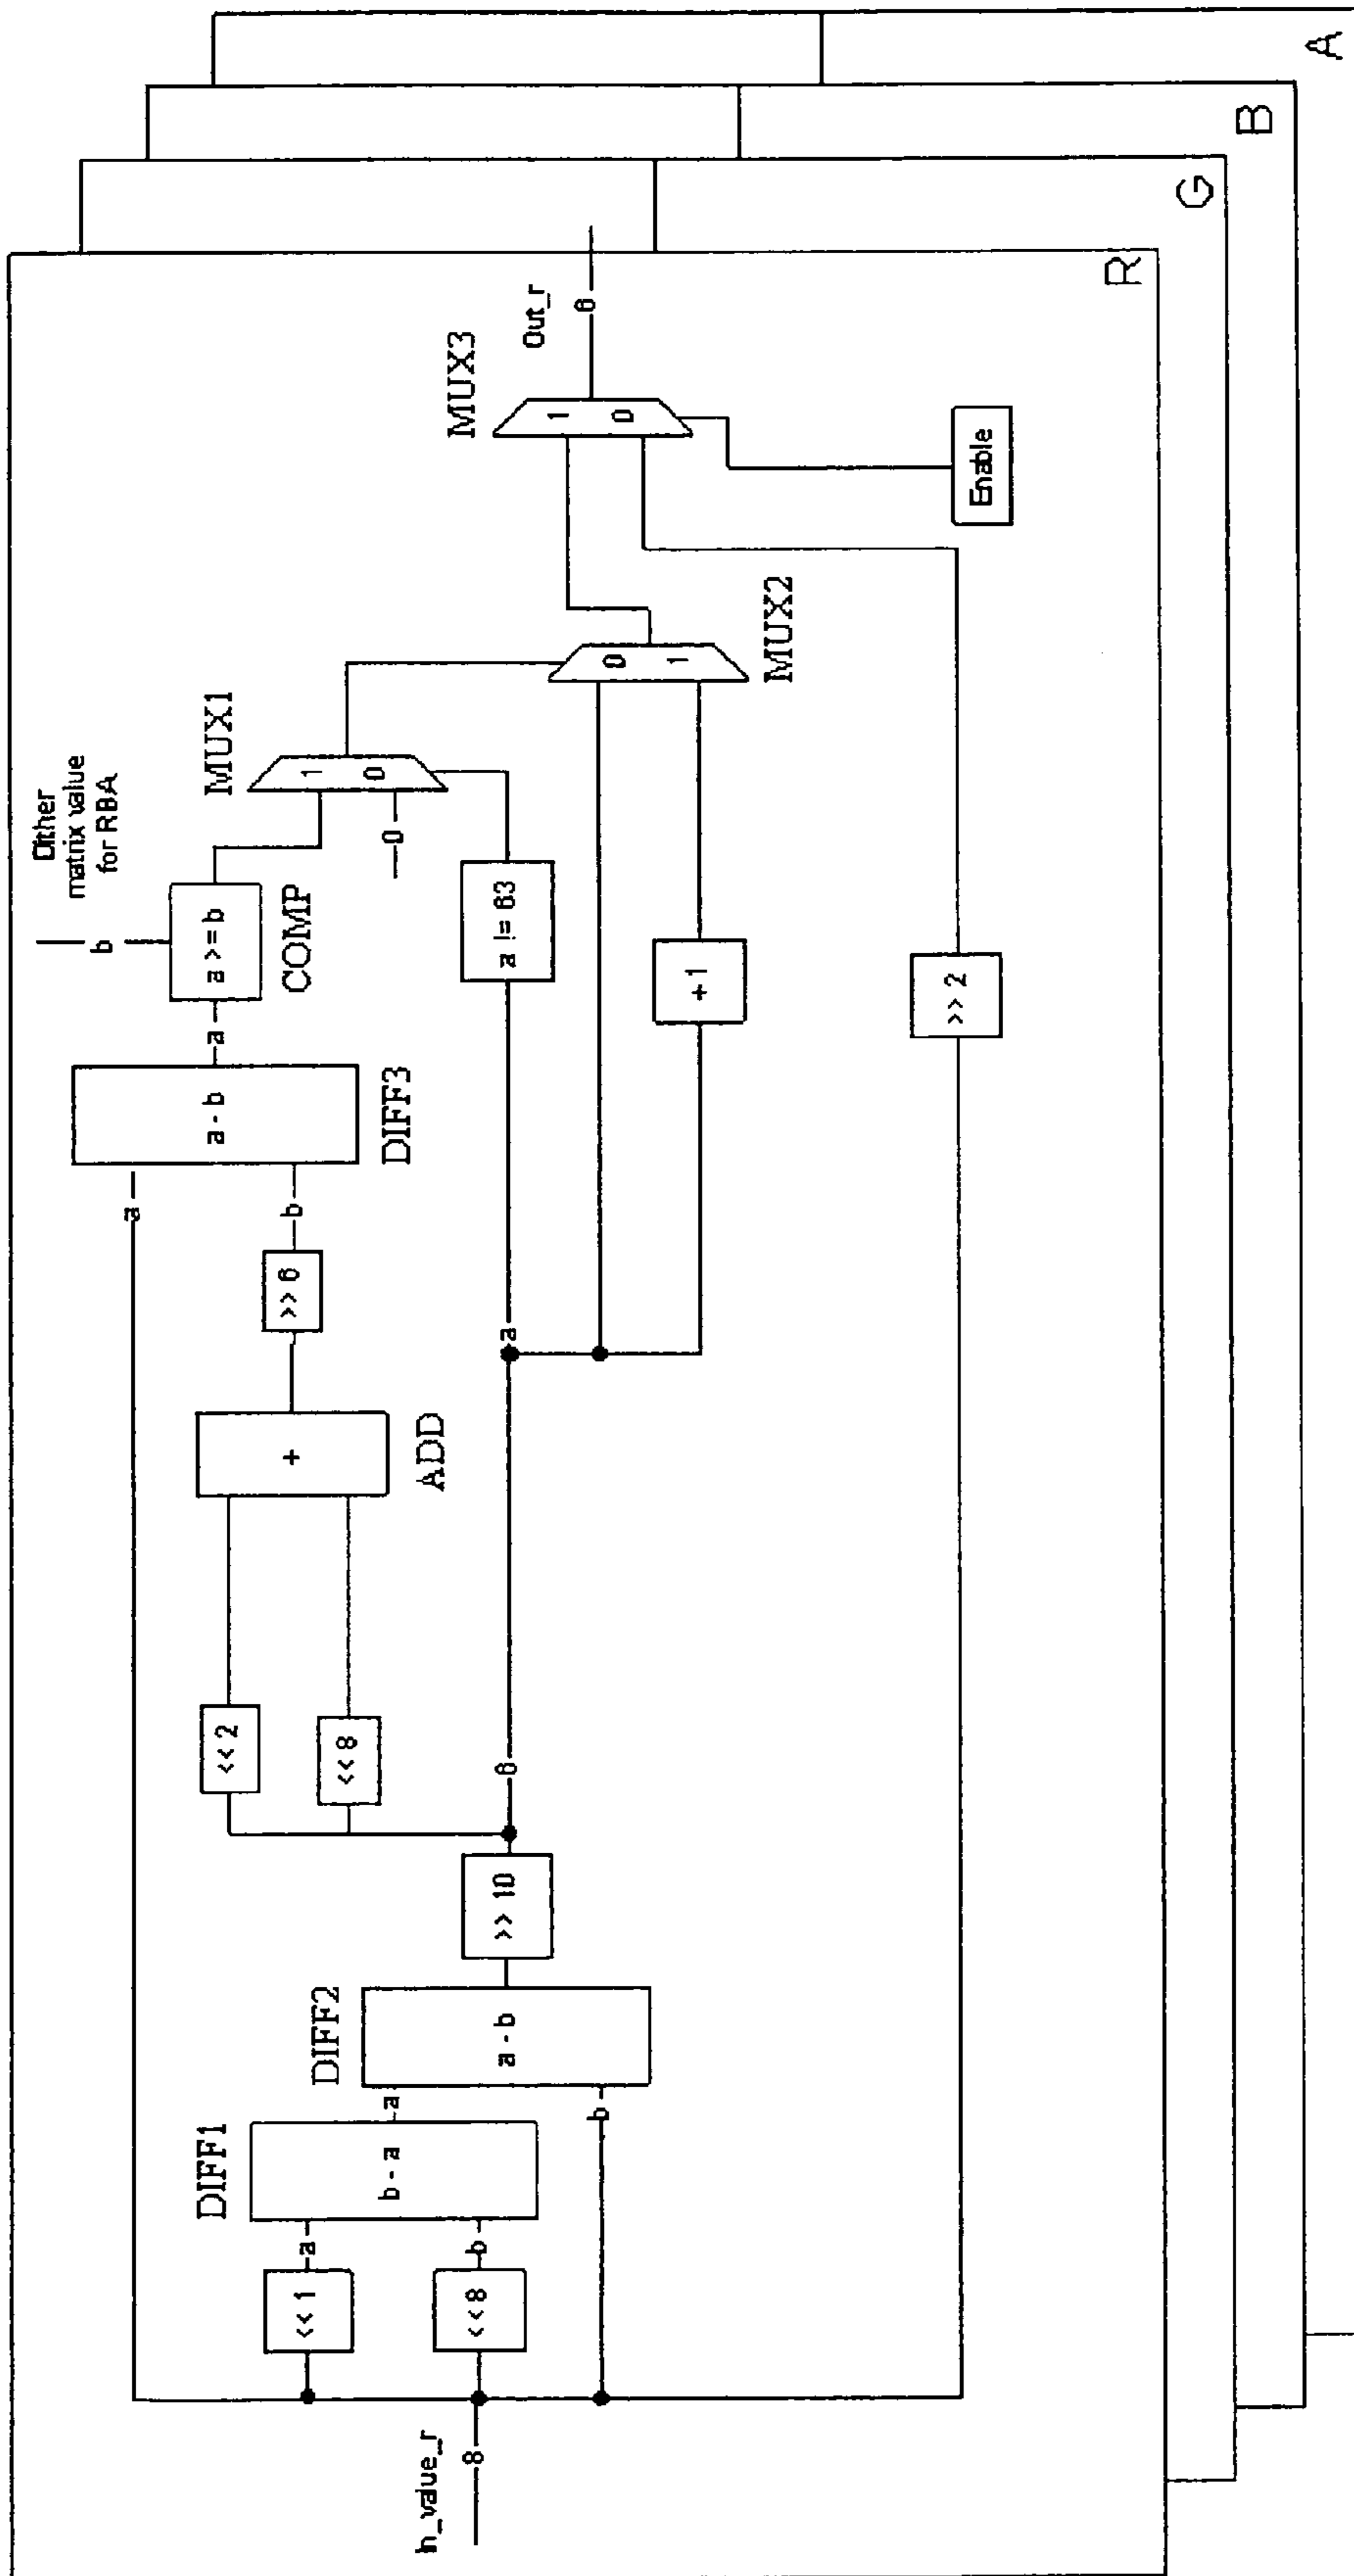 In_value_r
8
<< 1
<< 8
a
b
DIFF1
b - a
a
b
DIFF2
a - b
>> 10
6
<< 2
<< 8
+
ADD
>> 6
a
b
a - b
DIFF3
a
b
Dither
matrix value
for RBA
a >= b
COMP
a
a != 63
+ 1
>> 2
0
MUX1
1
0
MUX2
0
1
MUX3
1
0
Enable
Out_r
6
R
G
B
A